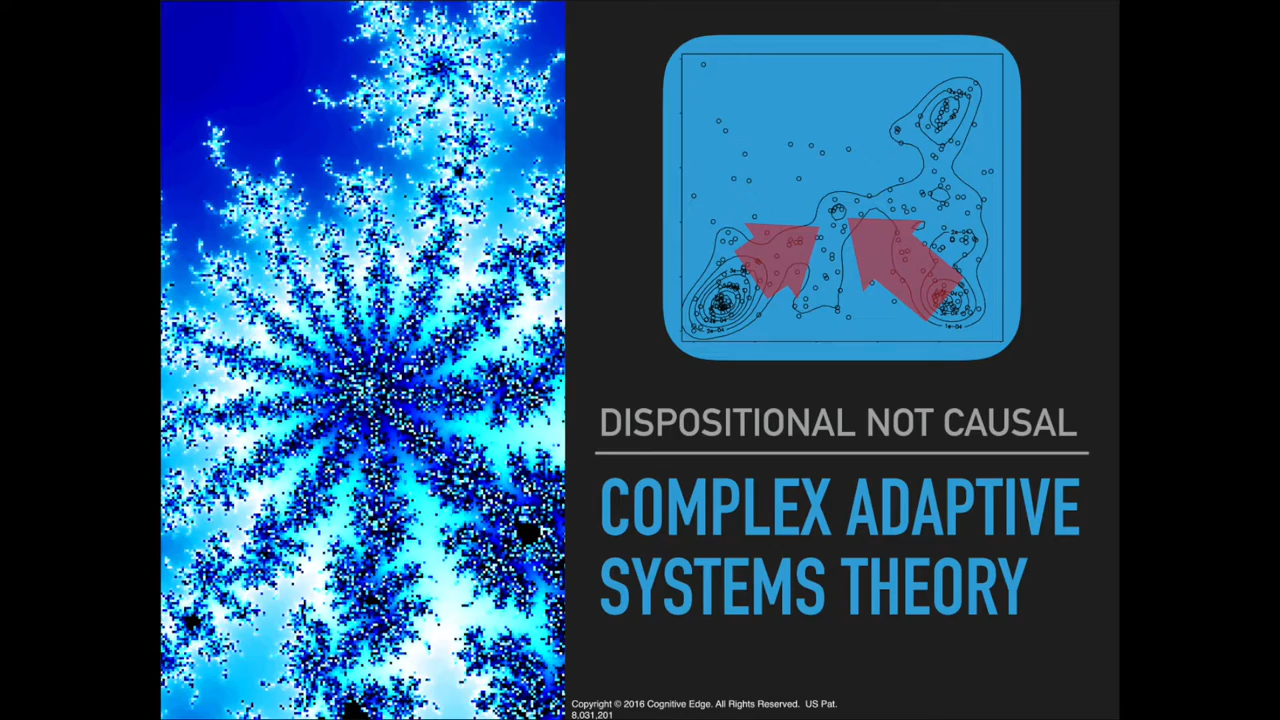 DISPOSITIONAL NOT CAUSAL
COMPLEX ADAPTIVE
SYSTEMS THEORY
Copyright © 2016 Cognitive Edge. All Rights Reserved. US Pat.
8,031,201